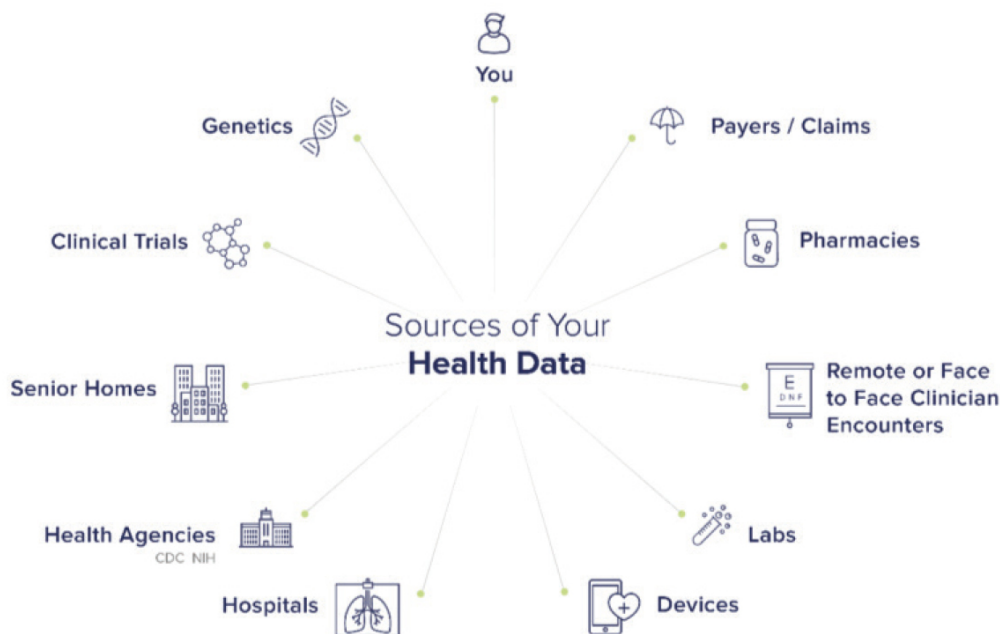 You
Genetics
Payers / Claims
Clinical Trials
Pharmacies
Sources of Your
Health Data
Senior Homes
Remote or Face
to Face Clinician
Encounters
E
D N F
Health Agencies
CDC NIH
Labs
Hospitals
Devices